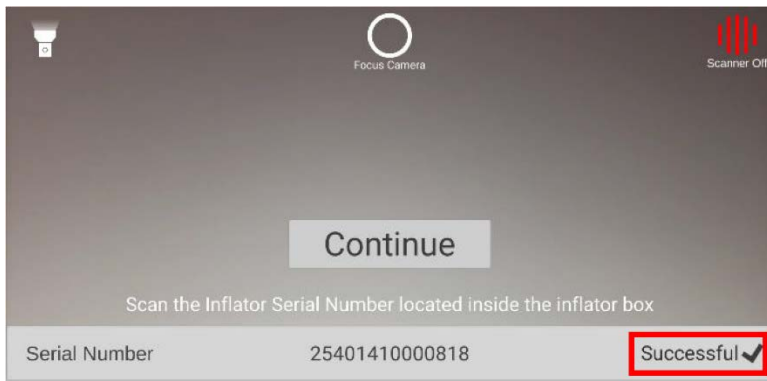 Focus Camera
Scanner Off
Continue
Scan the Inflator Serial Number located inside the inflator box
Serial Number 25401410000818 Successful✔